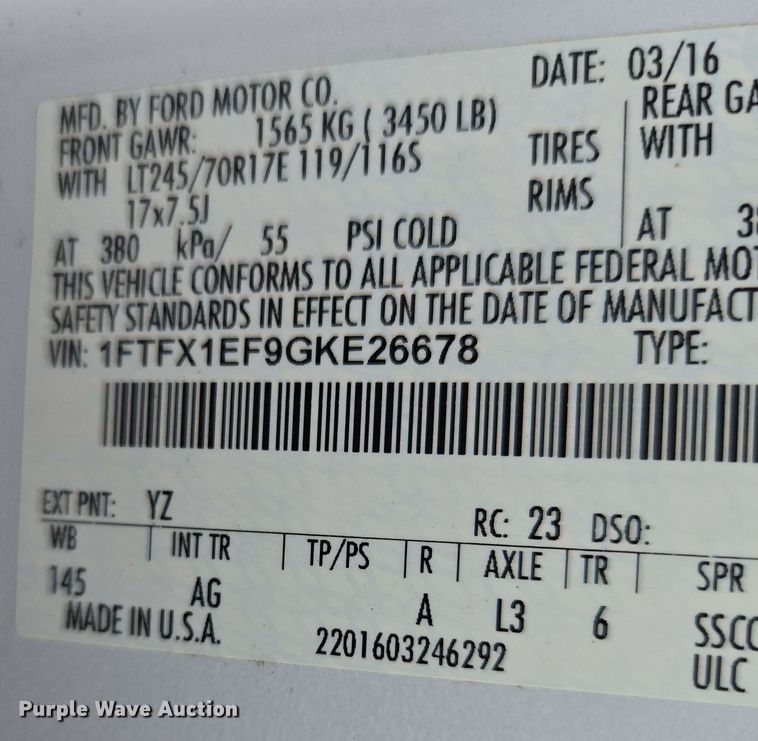 MFD. BY FORD MOTOR CO.
DATE: 03/16
FRONT GAWR: 1565 KG ( 3450 LB)
REAR GA
WITH LT245/70R17E 119/116S TIRES
WITH
17x7.5J RIMS
AT 380 kPa/ 55 PSI COLD
AT 38
THIS VEHICLE CONFORMS TO ALL APPLICABLE FEDERAL MOT
SAFETY STANDARDS IN EFFECT ON THE DATE OF MANUFACT
VIN: 1FTFX1EF9GKE26678 TYPE:
EXT PNT: YZ RC: 23 DSO:
WB INT TR TP/PS R AXLE TR SPR
145 AG A L3 6 SSCC
MADE IN U.S.A. 2201603246292 ULC
Purple Wave Auction